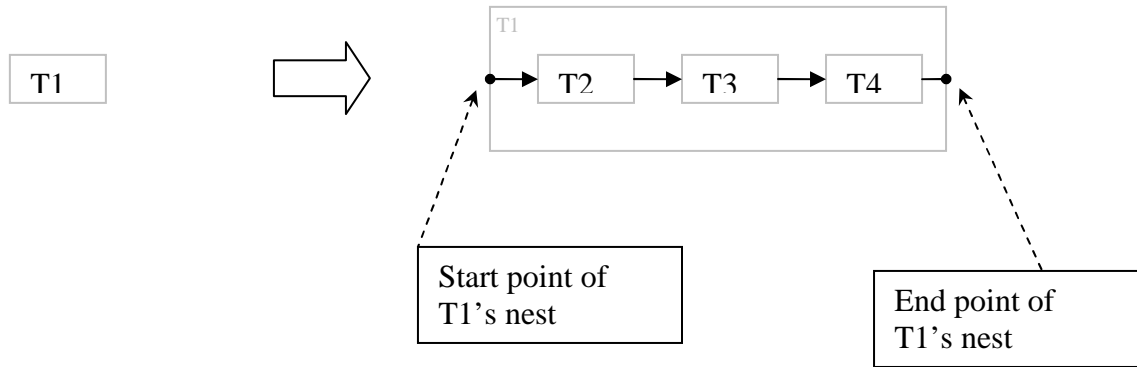 T1
T1
T2
T3
T4
Start point of
T1’s nest
End point of
T1’s nest